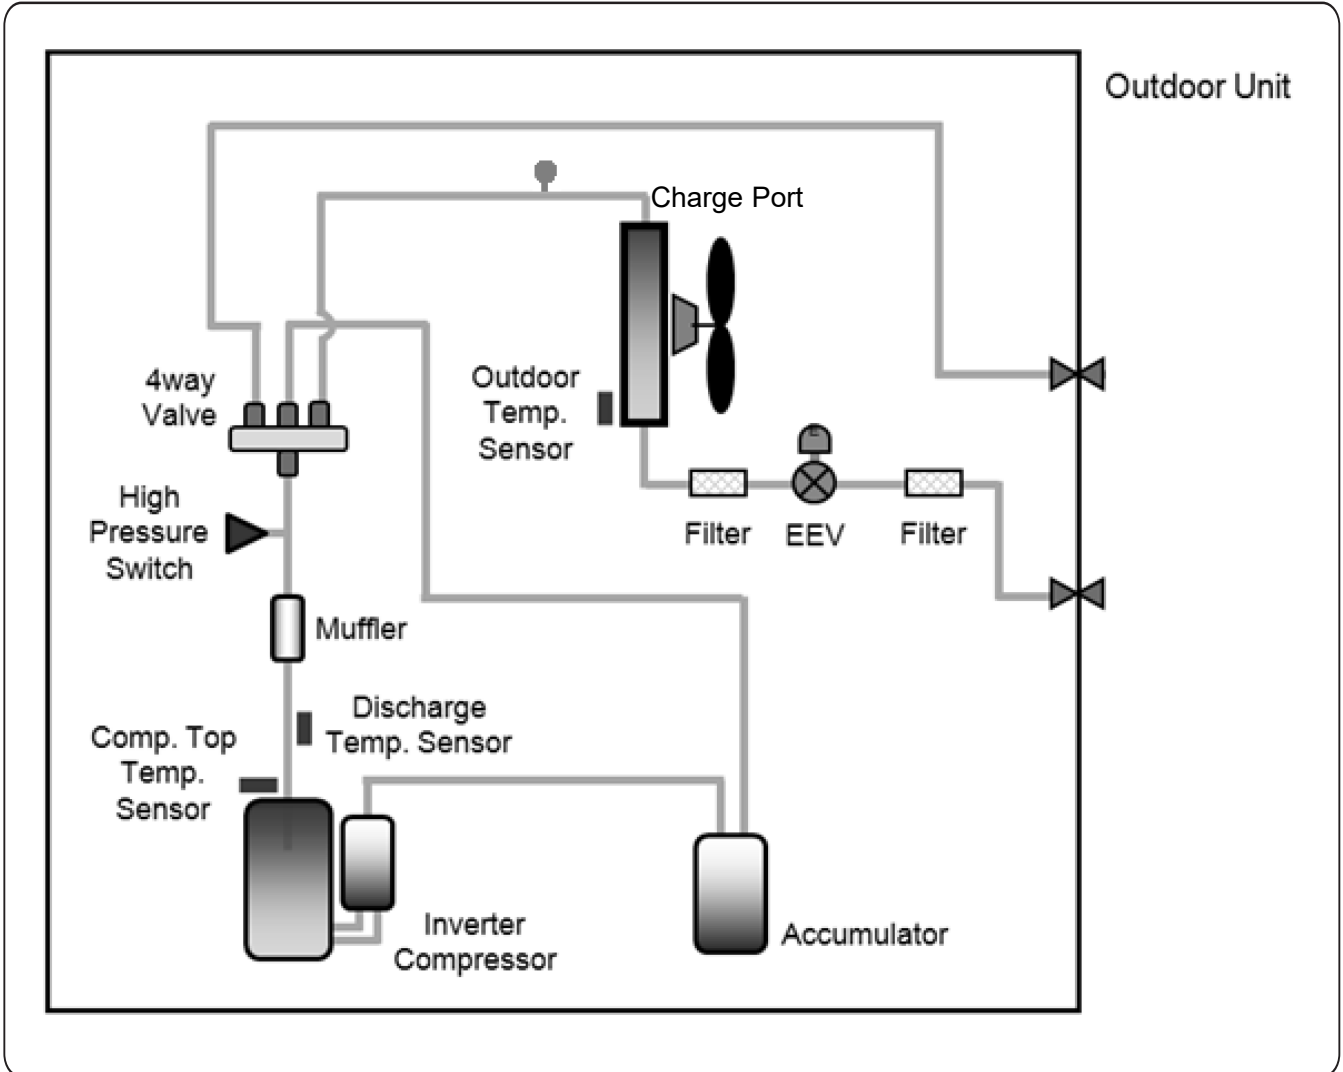 Outdoor Unit
Charge Port
4way
Valve
Outdoor
Temp.
Sensor
E
High
Pressure
Switch
Filter
EEV
Filter
Muffler
Discharge
Temp. Sensor
Comp. Top
Temp.
Sensor
Inverter
Compressor
Accumulator